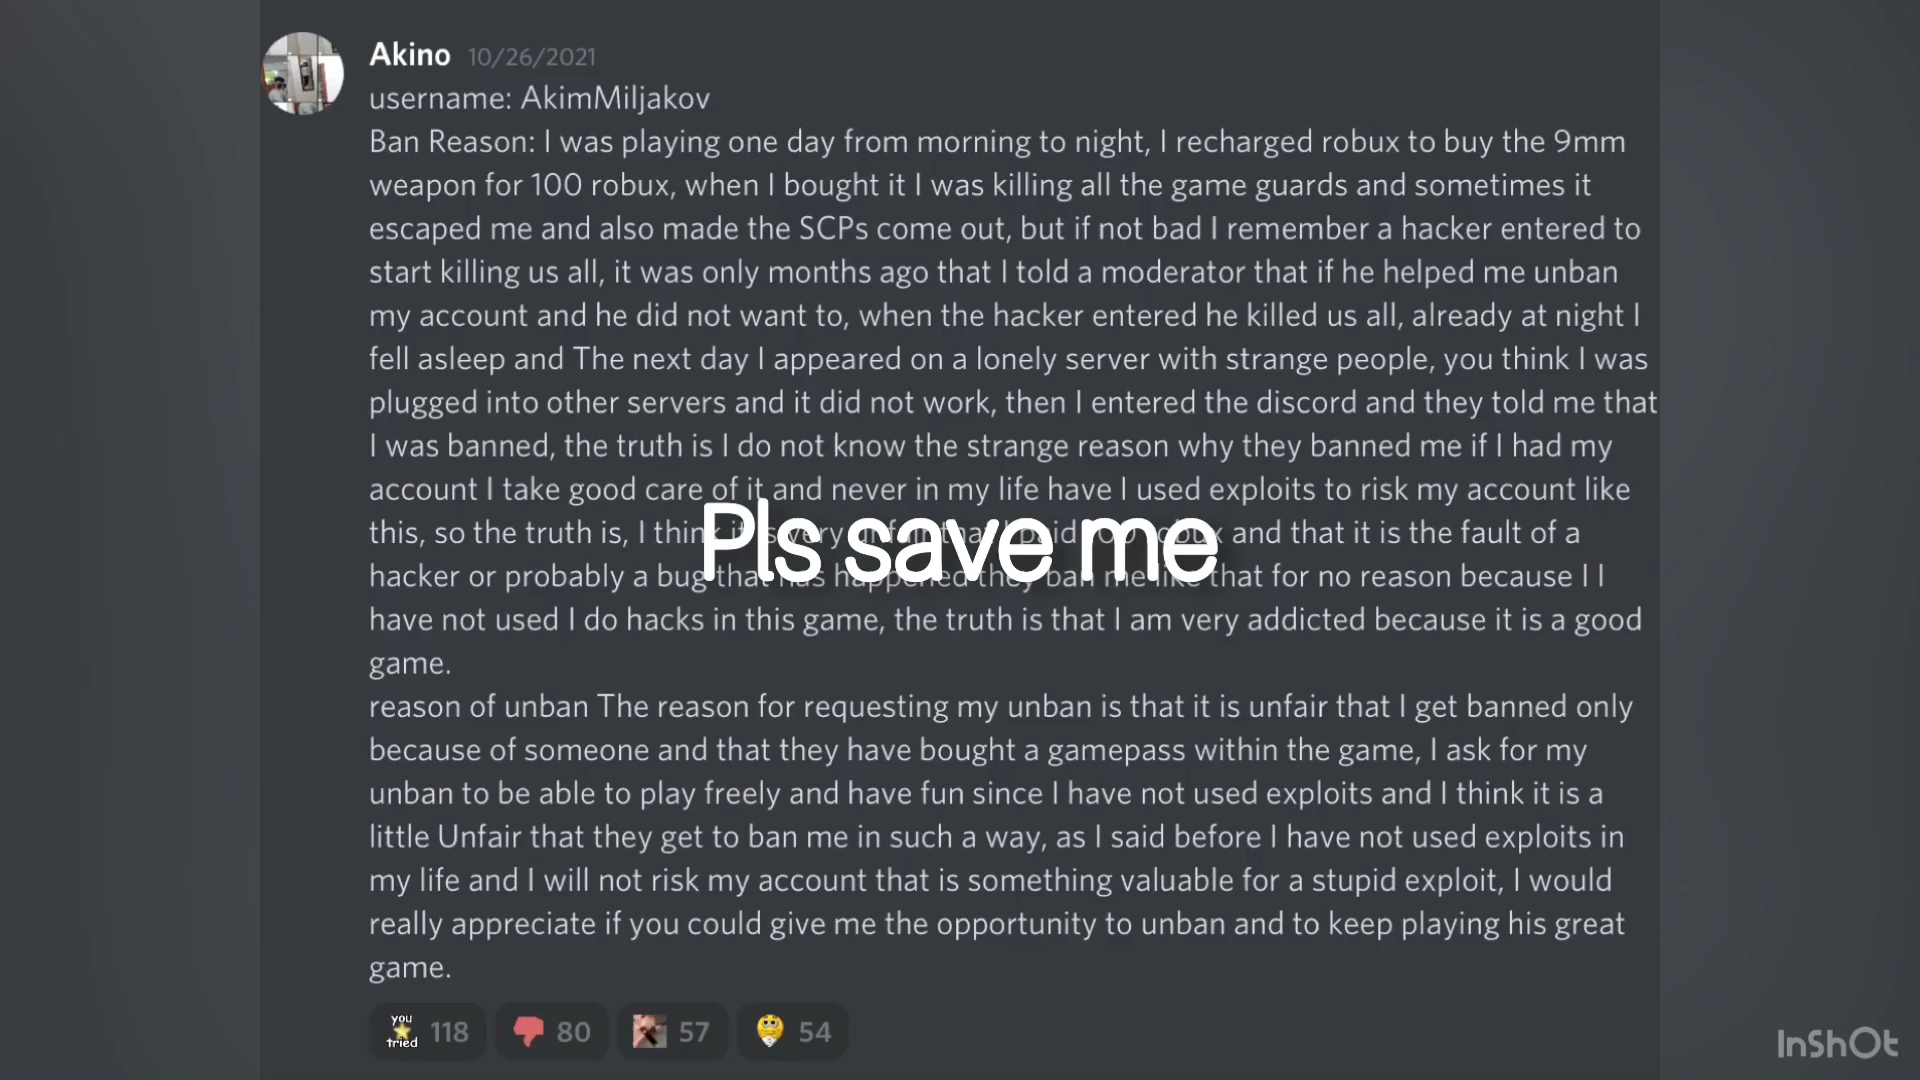 Akino 10/26/2021
username: AkimMiljakov
Ban Reason: I was playing one day from morning to night, I recharged robux to buy the 9mm
weapon for 100 robux, when I bought it I was killing all the game guards and sometimes it
escaped me and also made the SCPs come out, but if not bad I remember a hacker entered to
start killing us all, it was only months ago that I told a moderator that if he helped me unban
my account and he did not want to, when the hacker entered he killed us all, already at night I
fell asleep and The next day I appeared on a lonely server with strange people, you think I was
plugged into other servers and it did not work, then I entered the discord and they told me that
I was banned, the truth is I do not know the strange reason why they banned me if I had my
account I take good care of it and never in my life have I used exploits to risk my account like
this, so the truth is, I think it is very unfair that I paid robux and that it is the fault of a
Pls save me
hacker or probably a bug that has happened they ban me like that for no reason because I I
have not used I do hacks in this game, the truth is that I am very addicted because it is a good
game.
reason of unban The reason for requesting my unban is that it is unfair that I get banned only
because of someone and that they have bought a gamepass within the game, I ask for my
unban to be able to play freely and have fun since I have not used exploits and I think it is a
little Unfair that they get to ban me in such a way, as I said before I have not used exploits in
my life and I will not risk my account that is something valuable for a stupid exploit, I would
really appreciate if you could give me the opportunity to unban and to keep playing his great
game.
you tried 118 80 57 54
InShOt